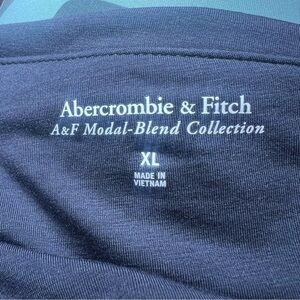 Abercrombie & Fitch
A&F Modal-Blend Collection
XL
MADE IN
VIETNAM